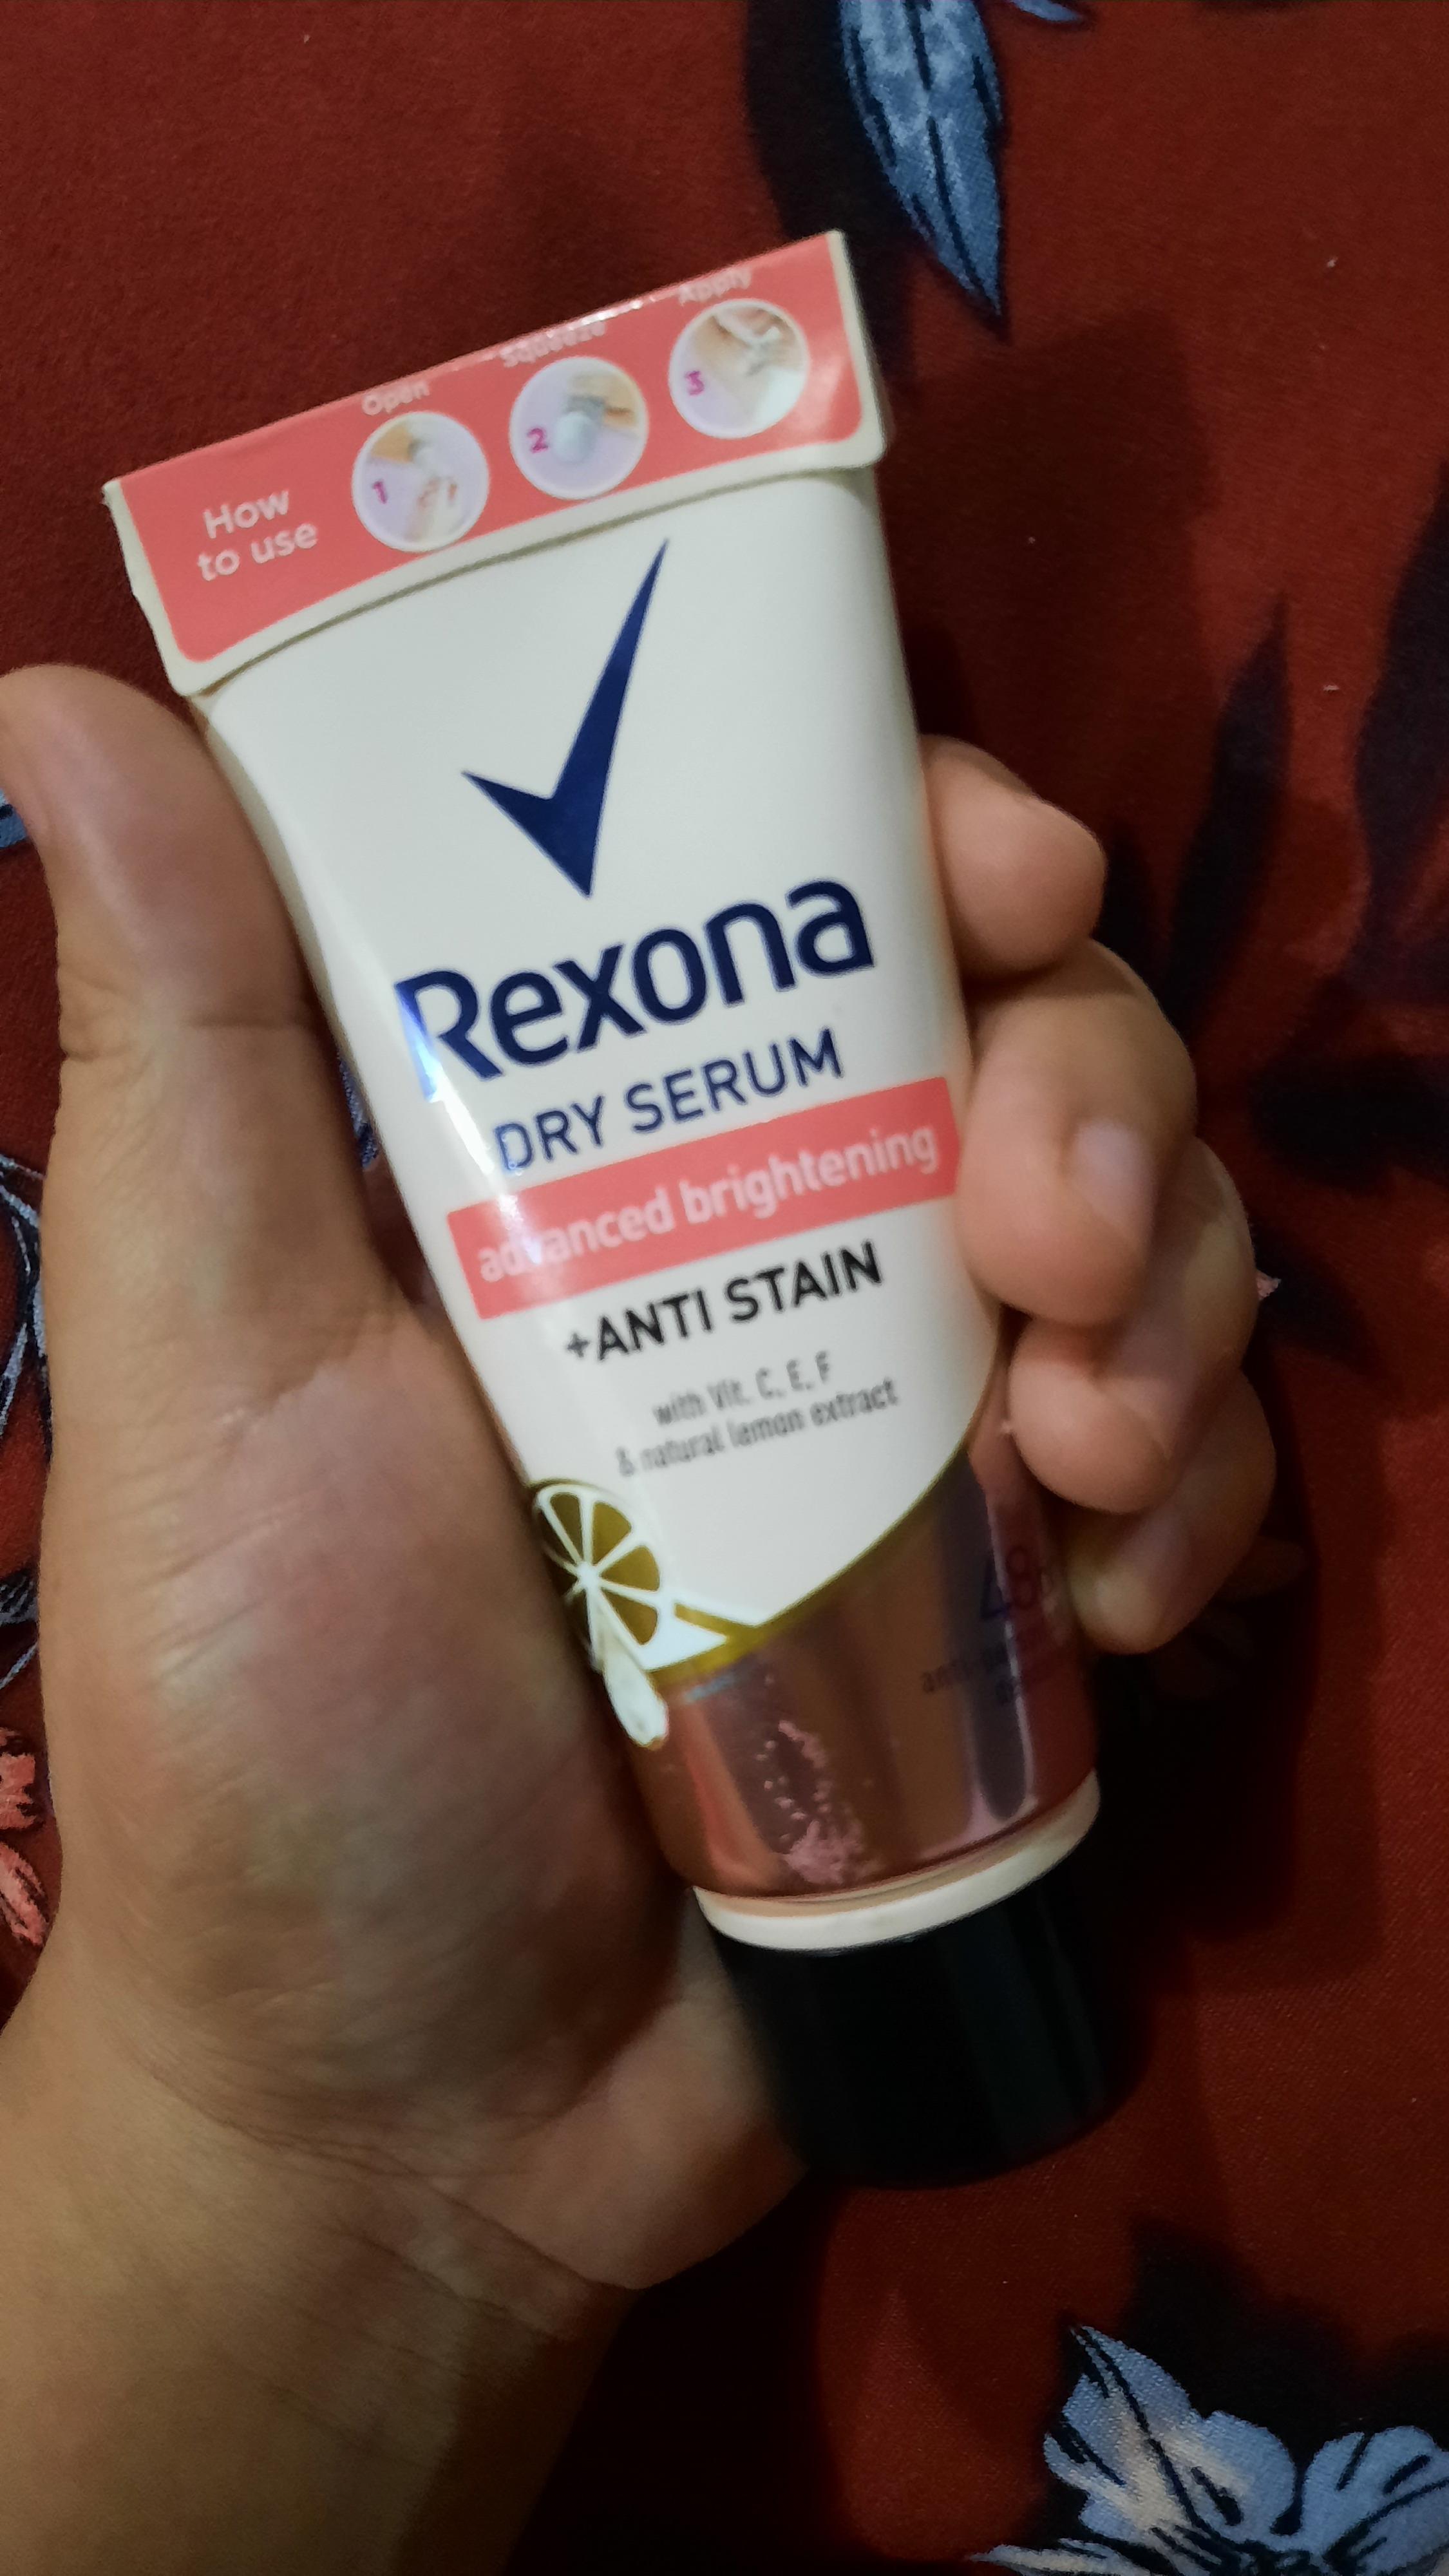 Open Squeeze Apply
How
to use
1 2 3
Rexona
DRY SERUM
advanced brightening
+ANTI STAIN
with Vit. C, E, F
& natural lemon extract
48